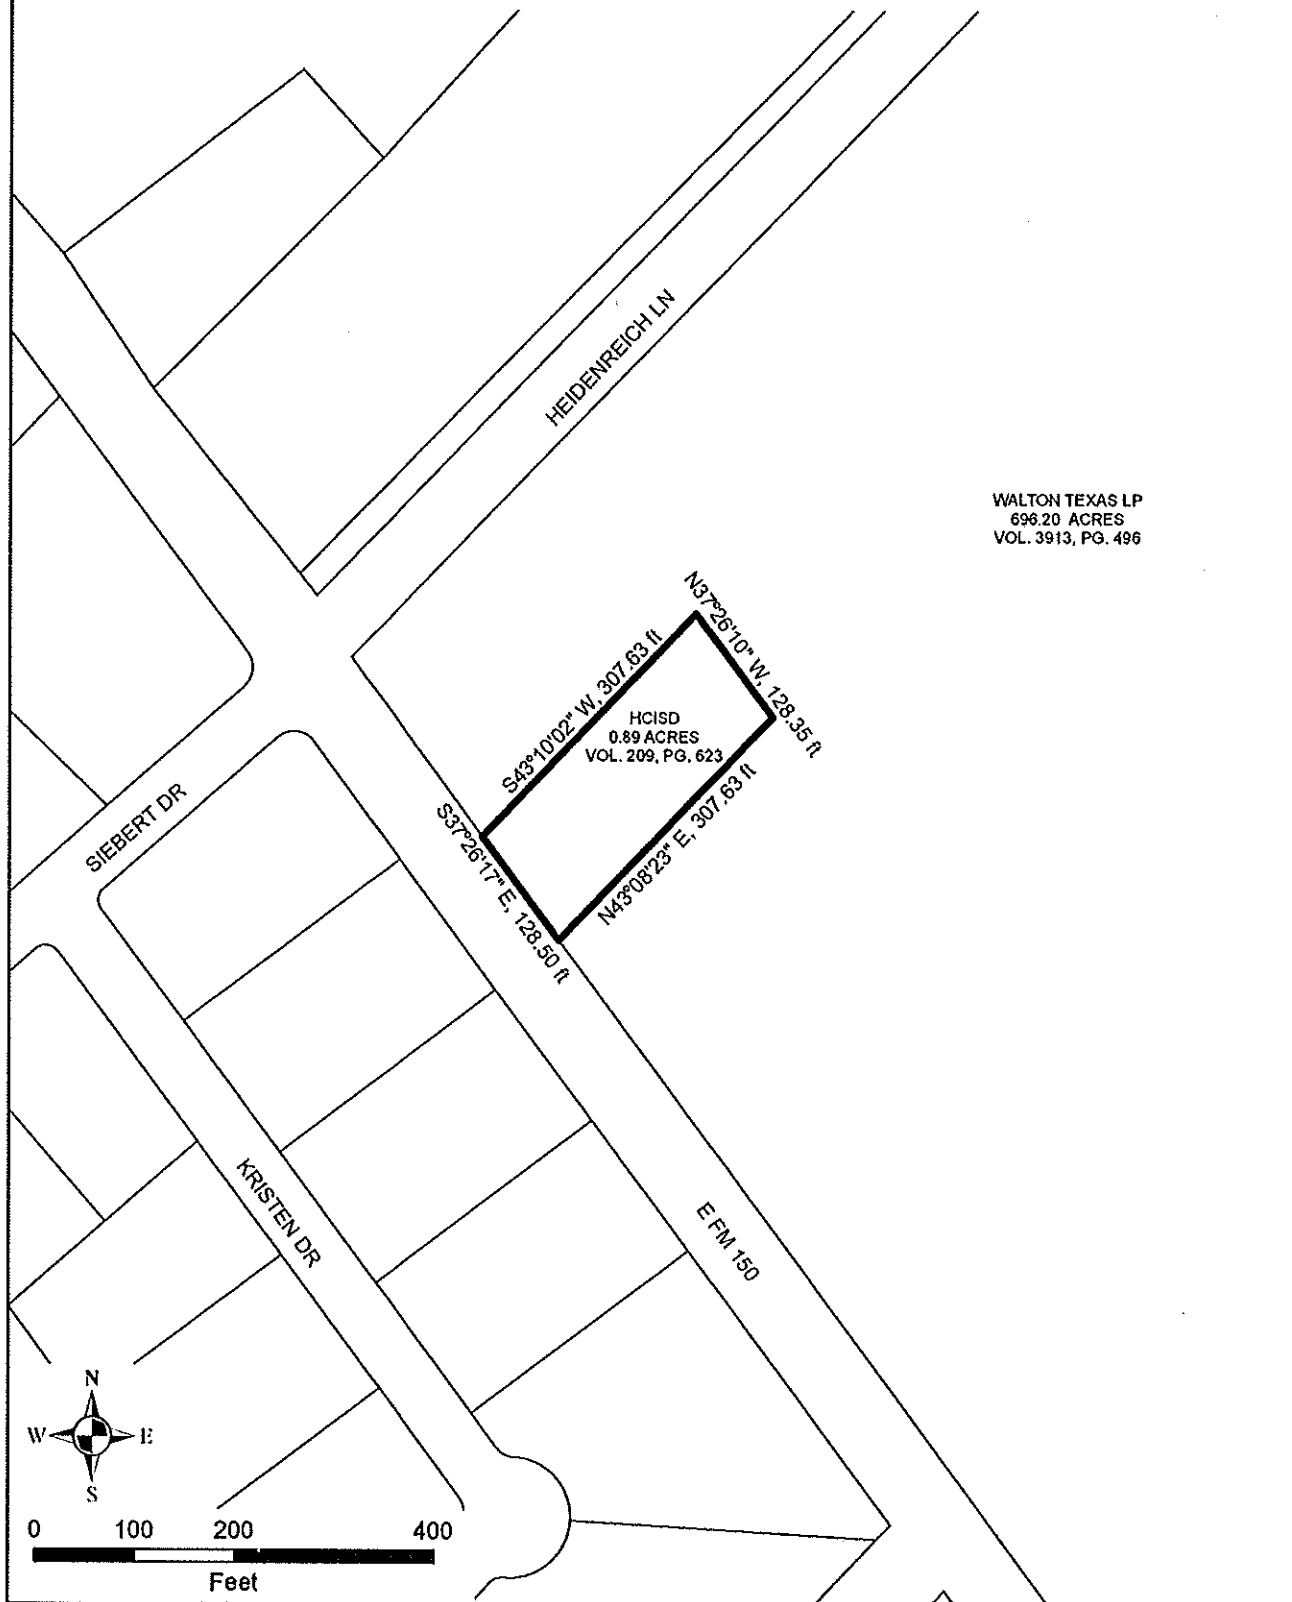 HEIDENREICH LN
WALTON TEXAS LP
696.20 ACRES
VOL. 3913, PG. 496
N37°26'10" W, 128.35 ft
S43°10'02" W, 307.63 ft
HCISD
0.89 ACRES
VOL. 209, PG. 623
S37°26'17" E, 128.50 ft
N43°08'23" E, 307.63 ft
SIEBERT DR
KRISTEN DR
E FM 150
N
W E
S
0 100 200 400
Feet